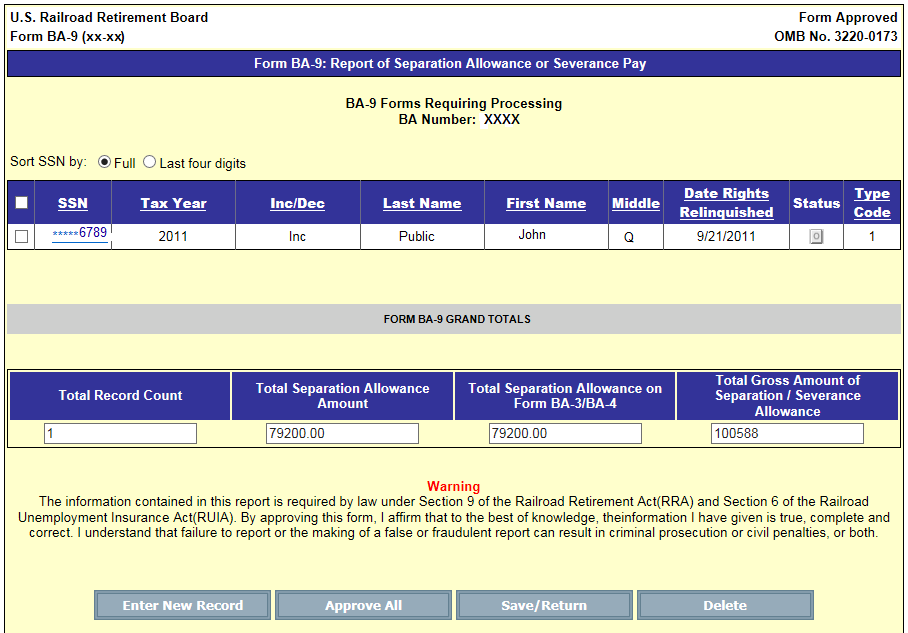 U.S. Railroad Retirement Board
Form Approved
Form BA-9 (xx-xx)
OMB No. 3220-0173
Form BA-9: Report of Separation Allowance or Severance Pay
BA-9 Forms Requiring Processing
BA Number: XXXX
Sort SSN by: Full Last four digits
SSN Tax Year Inc/Dec Last Name First Name Middle Date Rights Relinquished Status Type Code
*****6789 2011 Inc Public John Q 9/21/2011 O 1
FORM BA-9 GRAND TOTALS
Total Record Count
Total Separation Allowance Amount
Total Separation Allowance on Form BA-3/BA-4
Total Gross Amount of Separation / Severance Allowance
1 79200.00 79200.00 100588
Warning
The information contained in this report is required by law under Section 9 of the Railroad Retirement Act(RRA) and Section 6 of the Railroad
Unemployment Insurance Act(RUIA). By approving this form, I affirm that to the best of knowledge, theinformation I have given is true, complete and
correct. I understand that failure to report or the making of a false or fraudulent report can result in criminal prosecution or civil penalties, or both.
Enter New Record Approve All Save/Return Delete